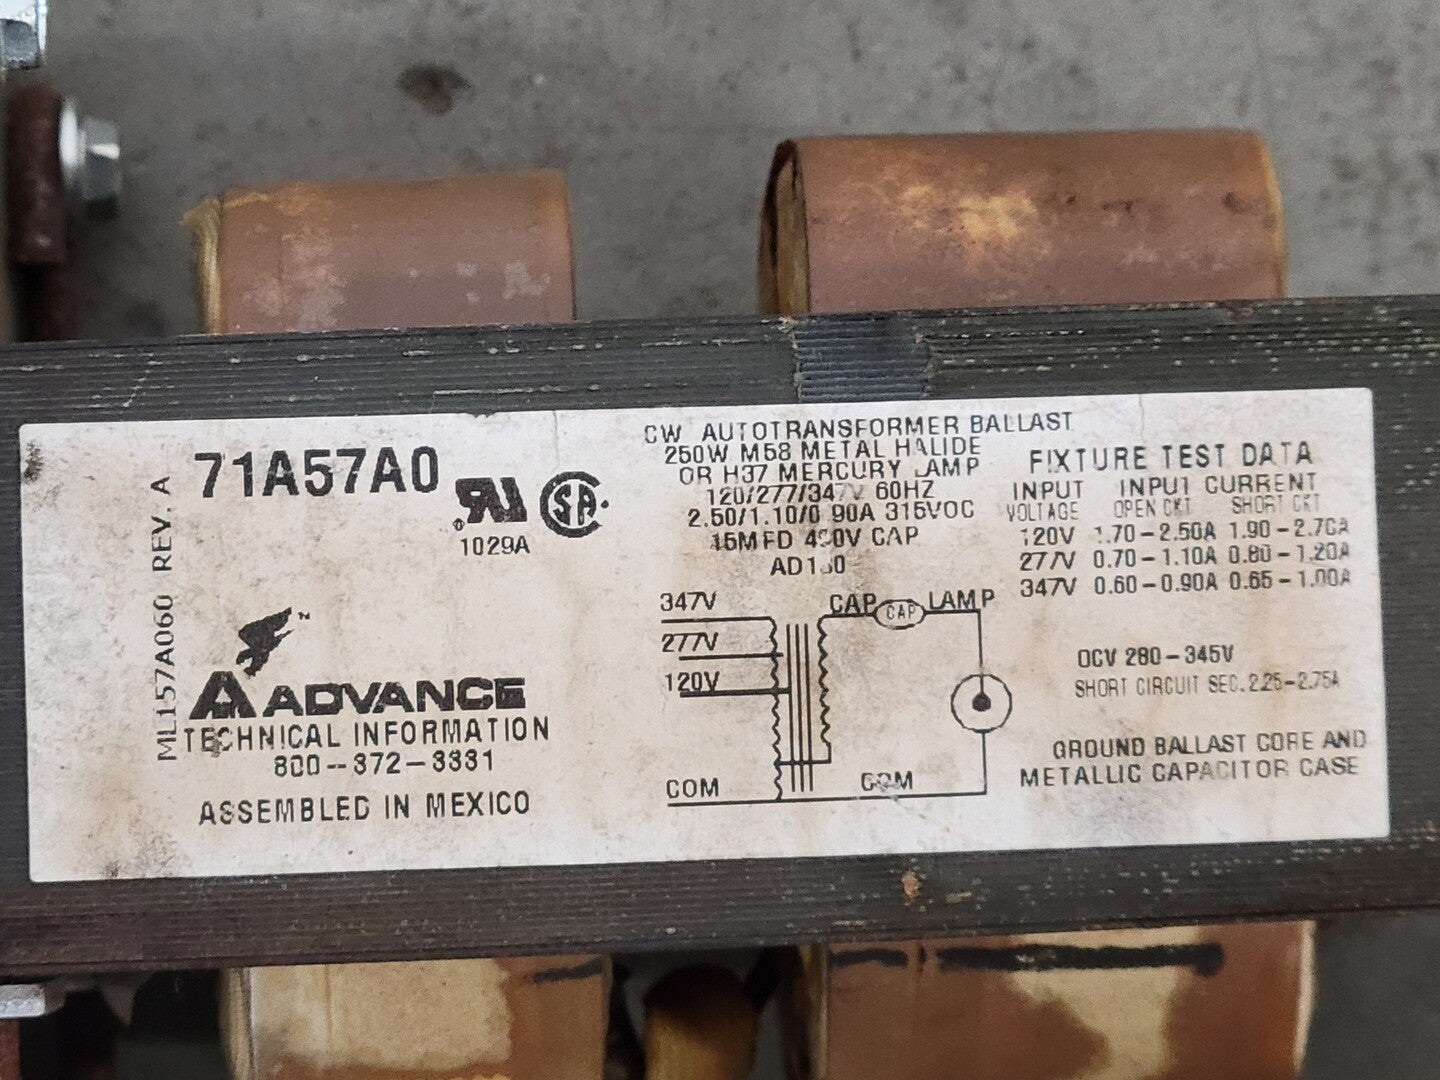 71A57A0
ML157A060 REV. A
1029A
ADVANCE
TECHNICAL INFORMATION
800-372-3331
ASSEMBLED IN MEXICO
CW AUTOTRANSFORMER BALLAST
250W M58 METAL HALIDE
OR H37 MERCURY LAMP
120/277/347V 60HZ
2.50/1.10/0.90A 315VOC
15MFD 400V CAP
347V
277V
120V
COM
CAP
CAP
LAMP
COM
FIXTURE TEST DATA
INPUT INPUT CURRENT
VOLTAGE OPEN CKT SHORT CKT
120V 1.70-2.50A 1.90-2.70A
277V 0.70-1.10A 0.80-1.20A
347V 0.60-0.90A 0.65-1.00A
OCV 280-345V
SHORT CIRCUIT SEC. 2.25-2.75A
GROUND BALLAST CORE AND
METALLIC CAPACITOR CASE